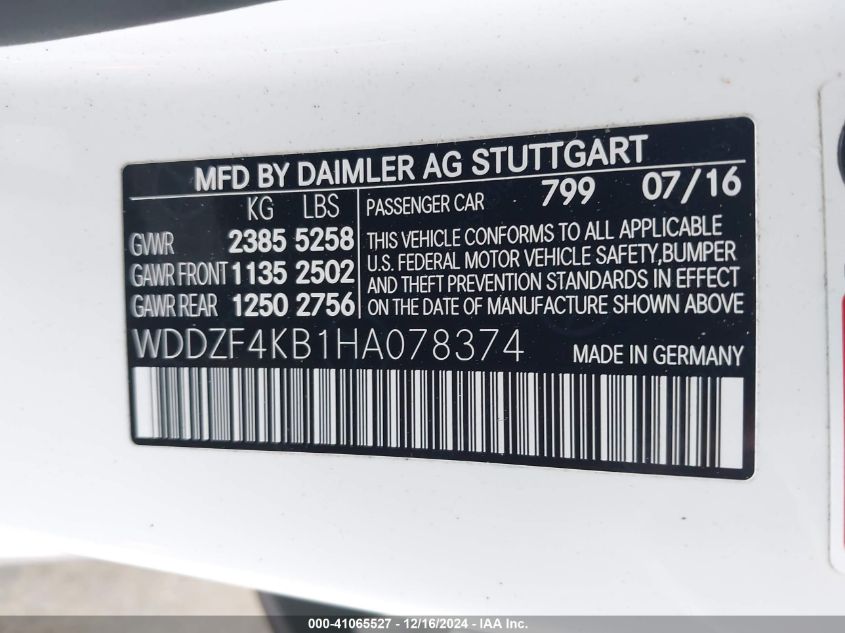 MFD BY DAIMLER AG STUTTGART
KG LBS
GVWR 2385 5258
GAWR FRONT 1135 2502
GAWR REAR 1250 2756
PASSENGER CAR 799 07/16
THIS VEHICLE CONFORMS TO ALL APPLICABLE
U.S. FEDERAL MOTOR VEHICLE SAFETY,BUMPER
AND THEFT PREVENTION STANDARDS IN EFFECT
ON THE DATE OF MANUFACTURE SHOWN ABOVE
WDDZF4KB1HA078374 MADE IN GERMANY
000-41065527 - 12/16/2024 - IAA Inc.